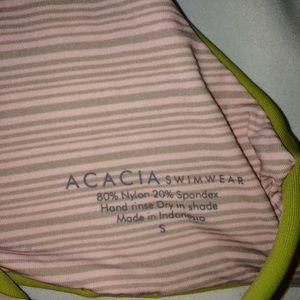 ACACIA SWIMWEAR
80% Nylon 20% Spandex
Hand rinse Dry in shade
Made in Indonesia
S